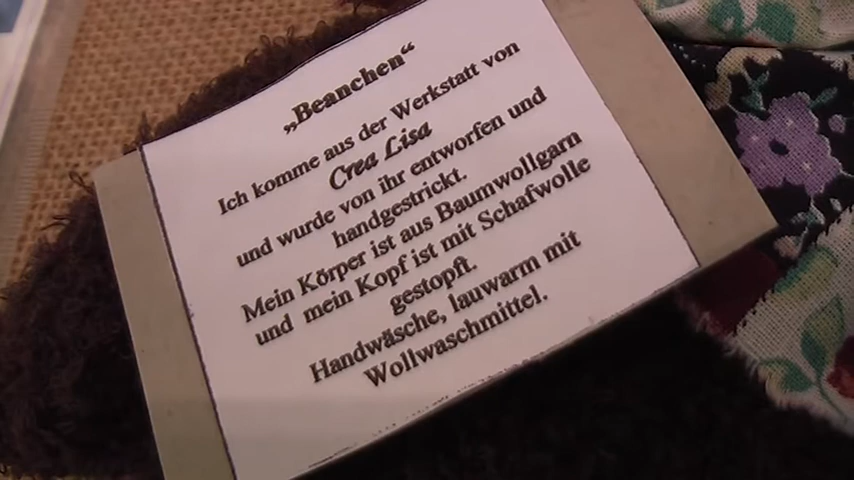 „Beanchen“
Ich komme aus der Werkstatt von
Crea Lisa
und wurde von ihr entworfen und
handgestrickt.
Mein Körper ist aus Baumwollgarn
und mein Kopf ist mit Schafwolle
gestopft.
Handwäsche, lauwarm mit
Wollwaschmittel.